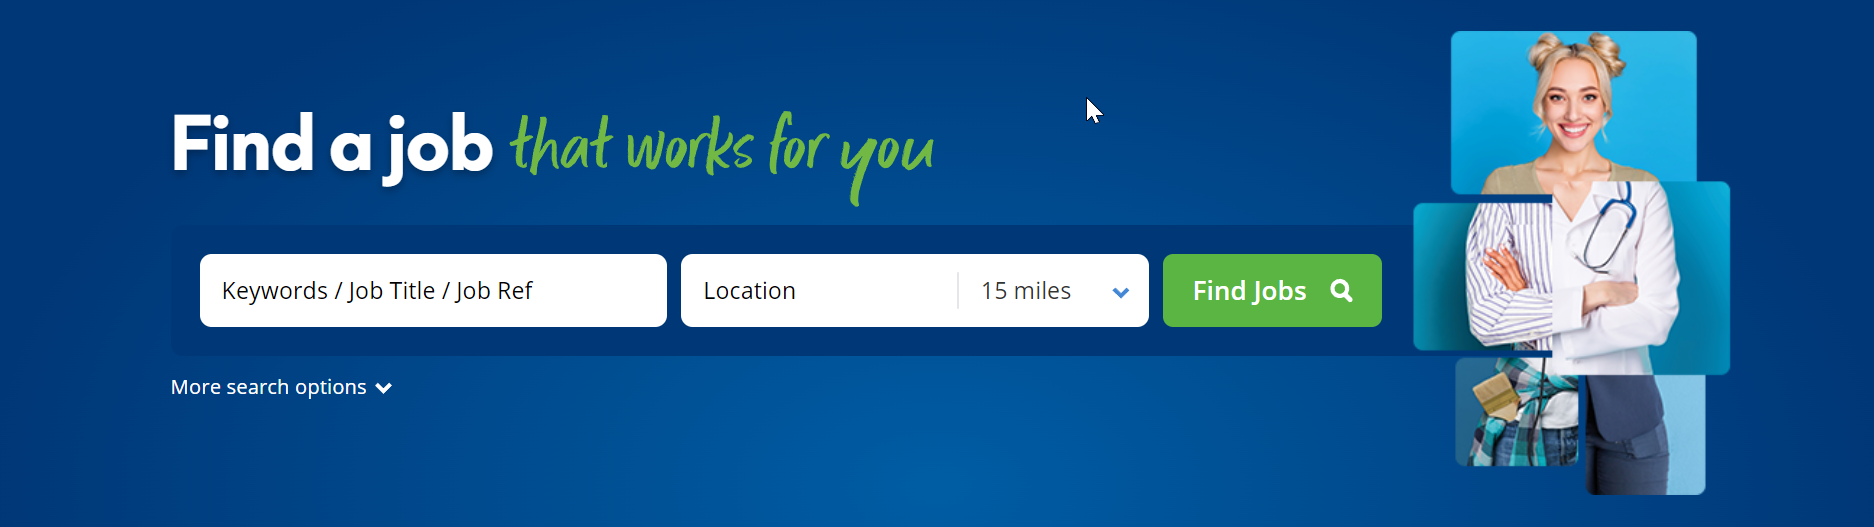 Find a job that works for you
Keywords / Job Title / Job Ref
Location
15 miles
Find Jobs
More search options